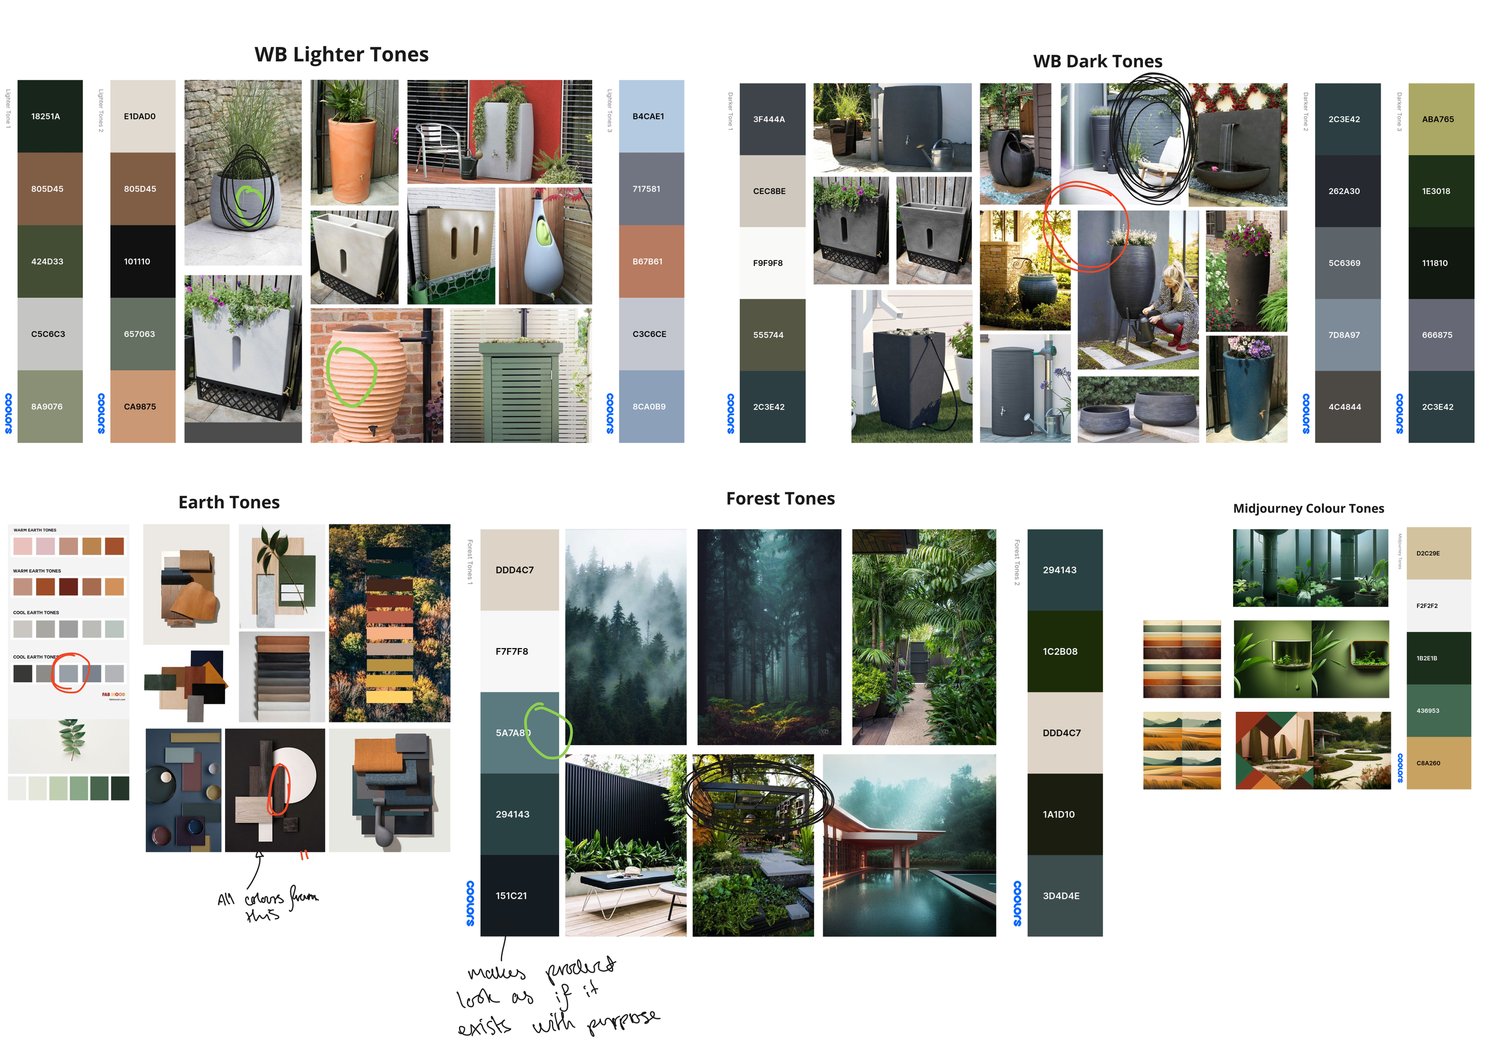 WB Lighter Tones
Lighter Tone 1
18251A
805D45
424D33
C5C6C3
8A9076
coolors
Lighter Tones 2
E1DAD0
805D45
101110
657063
CA9875
coolors
Lighter Tones 3
B4CAE1
717581
B67B61
C3C6CE
8CA0B9
coolors
WB Dark Tones
Darker Tone 1
3F444A
CEC8BE
F9F9F8
555744
2C3E42
coolors
Darker Tone 2
2C3E42
262A30
5C6369
7D8A97
4C4844
coolors
Darker Tone 3
ABA765
1E3018
111810
666875
2C3E42
coolors
Earth Tones
WARM EARTH TONES
WARM EARTH TONES
COOL EARTH TONES
COOL EARTH TONES
All colours from
this
Forest Tones
Forest Tones 1
DDD4C7
F7F7F8
5A7A80
294143
151C21
coolors
makes product
look as if it
exists with purpose
Forest Tones 2
294143
1C2B08
DDD4C7
1A1D10
3D4D4E
coolors
Midjourney Colour Tones
Midjourney Tones
D2C29E
F2F2F2
1B2E1B
436953
C8A260
coolors